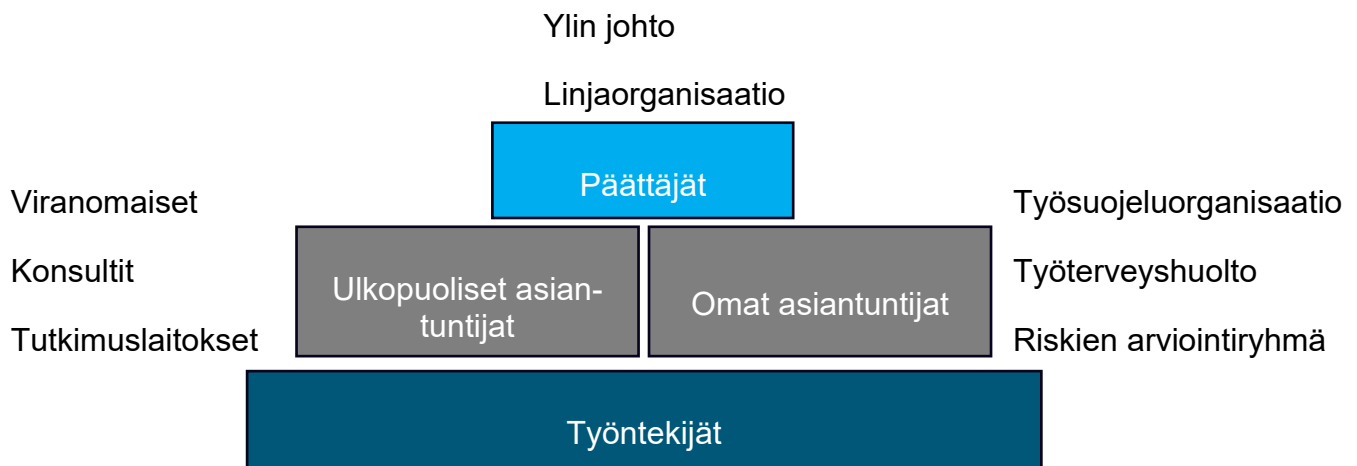 Ylin johto
Linjaorganisaatio
Päättäjät
Viranomaiset
Konsultit
Tutkimuslaitokset
Ulkopuoliset asian-
tuntijat
Omat asiantuntijat
Työsuojeluorganisaatio
Työterveyshuolto
Riskien arviointiryhmä
Työntekijät